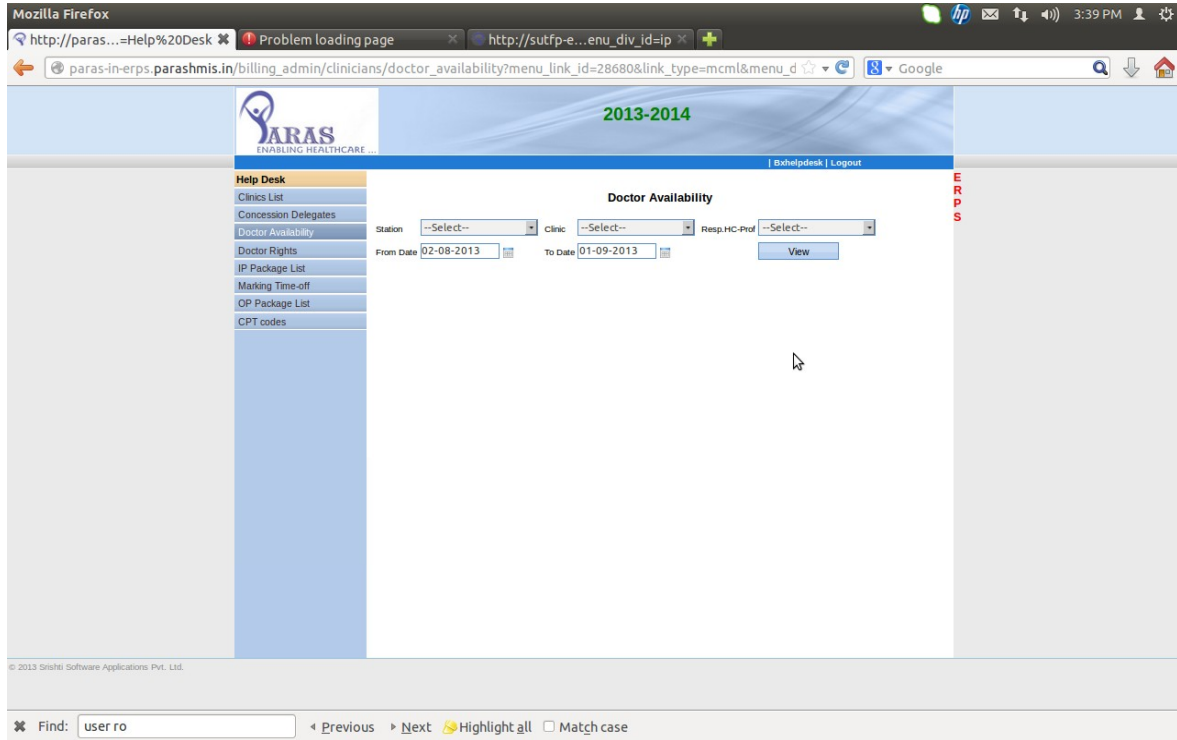 Mozilla Firefox
3:39 PM
http://paras...=Help%20Desk
Problem loading page
http://sutfp-e...enu_div_id=ip
paras-in-erps.parashmis.in/billing_admin/clinicians/doctor_availability?menu_link_id=28680&link_type=mcml&menu_d
Google
PARAS
ENABLING HEALTHCARE ...
2013-2014
| Bxhelpdesk | Logout
E
R
P
S
Help Desk
Clinics List
Concession Delegates
Doctor Availability
Doctor Rights
IP Package List
Marking Time-off
OP Package List
CPT codes
Doctor Availability
Station --Select-- Clinic --Select-- Resp.HC-Prof --Select--
From Date 02-08-2013 To Date 01-09-2013 View
© 2013 Srishti Software Applications Pvt. Ltd.
Find: user ro Previous Next Highlight all Match case